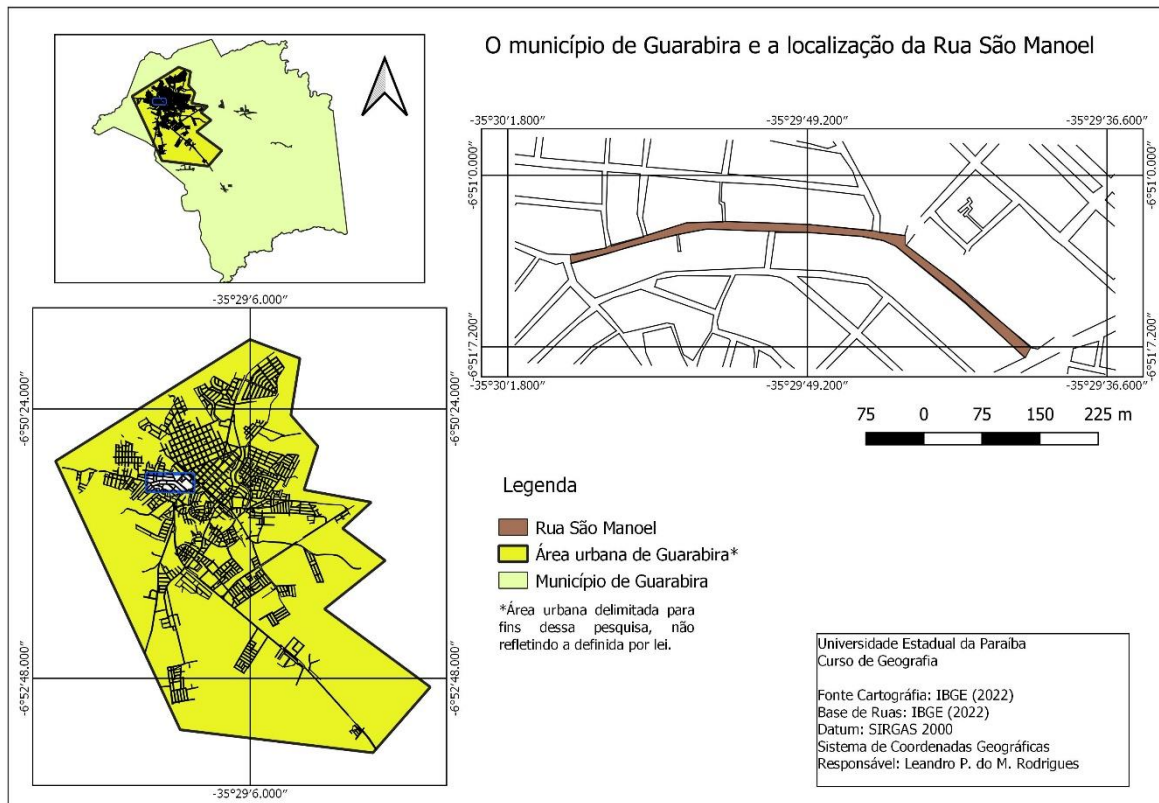 O município de Guarabira e a localização da Rua São Manoel
-35°30′1.800″
-35°29′49.200″
-35°29′36.600″
-6°51′0.000″
-6°51′0.000″
-6°51′7.200″
-6°51′7.200″
-35°30′1.800″
-35°29′49.200″
-35°29′36.600″
75 0 75 150 225 m
-35°29′6.000″
-6°50′24.000″
-6°50′24.000″
-6°52′48.000″
-6°52′48.000″
-35°29′6.000″
Legenda
Rua São Manoel
Área urbana de Guarabira*
Município de Guarabira
*Área urbana delimitada para
fins dessa pesquisa, não
refletindo a definida por lei.
Universidade Estadual da Paraíba
Curso de Geografia
Fonte Cartográfia: IBGE (2022)
Base de Ruas: IBGE (2022)
Datum: SIRGAS 2000
Sistema de Coordenadas Geográficas
Responsável: Leandro P. do M. Rodrigues